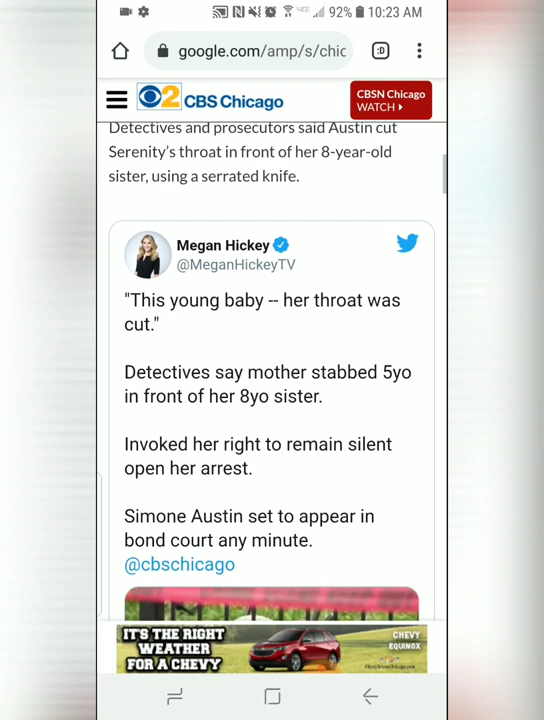 92% 10:23 AM
google.com/amp/s/chic
:D
2 CBS Chicago
CBSN Chicago
WATCH
Detectives and prosecutors said Austin cut
Serenity's throat in front of her 8-year-old
sister, using a serrated knife.
Megan Hickey
@MeganHickeyTV
"This young baby -- her throat was
cut."
Detectives say mother stabbed 5yo
in front of her 8yo sister.
Invoked her right to remain silent
open her arrest.
Simone Austin set to appear in
bond court any minute.
@cbschicago
IT'S THE RIGHT
WEATHER
FOR A CHEVY
CHEVY
EQUINOX